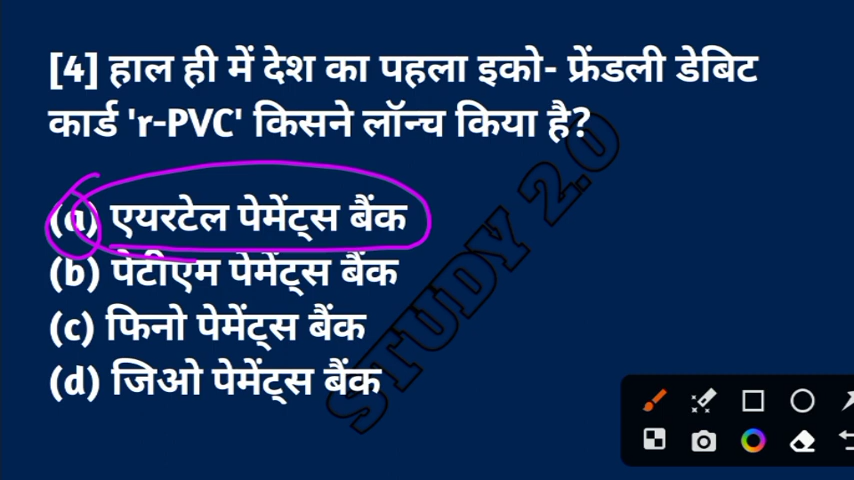 [4] हाल ही में देश का पहला इको- फ्रेंडली डेबिट
कार्ड 'r-PVC' किसने लॉन्च किया है?
(a) एयरटेल पेमेंट्स बैंक
(b) पेटीएम पेमेंट्स बैंक
(c) फिनो पेमेंट्स बैंक
(d) जिओ पेमेंट्स बैंक
STUDY 2.0